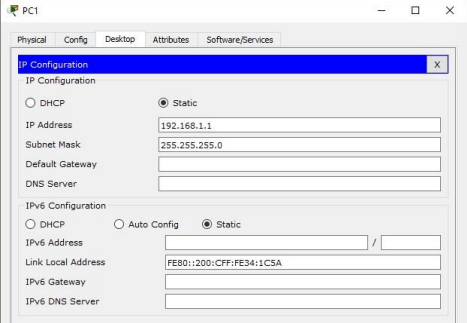 PC1
Physical Config Desktop Attributes Software/Services
IP Configuration X
IP Configuration
DHCP Static
IP Address 192.168.1.1
Subnet Mask 255.255.255.0
Default Gateway
DNS Server
IPv6 Configuration
DHCP Auto Config Static
IPv6 Address /
Link Local Address FE80::200:CFF:FE34:1C5A
IPv6 Gateway
IPv6 DNS Server